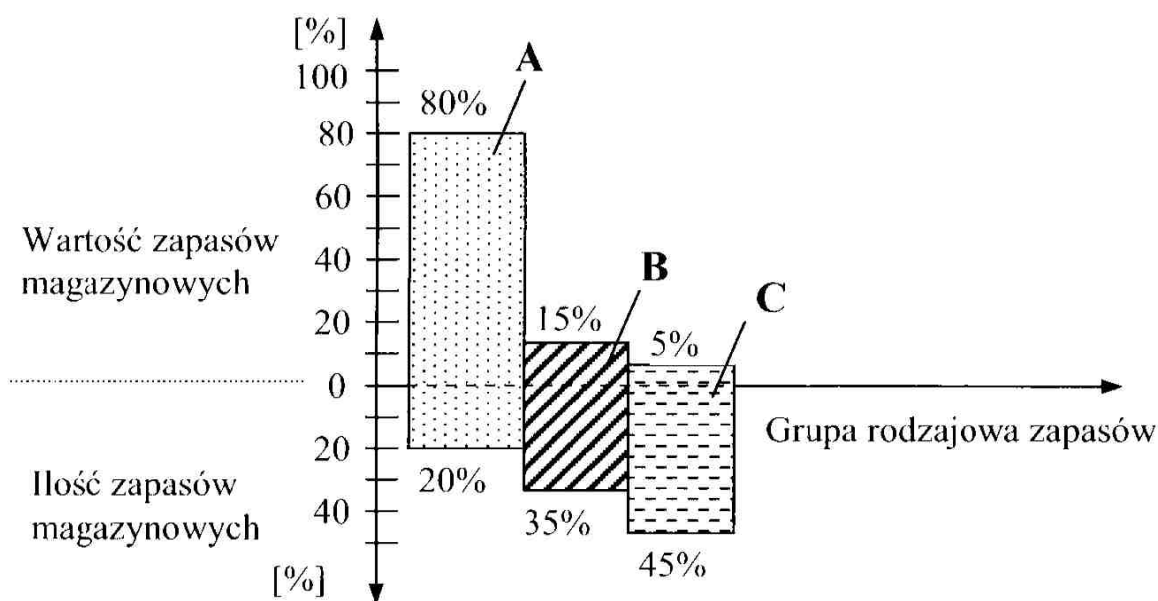 [%]
A
100
80%
80
60
Wartość zapasów
magazynowych
40
B
20
15%
C
5%
0
Grupa rodzajowa zapasów
20
20%
Ilość zapasów
magazynowych
40
35%
45%
[%]